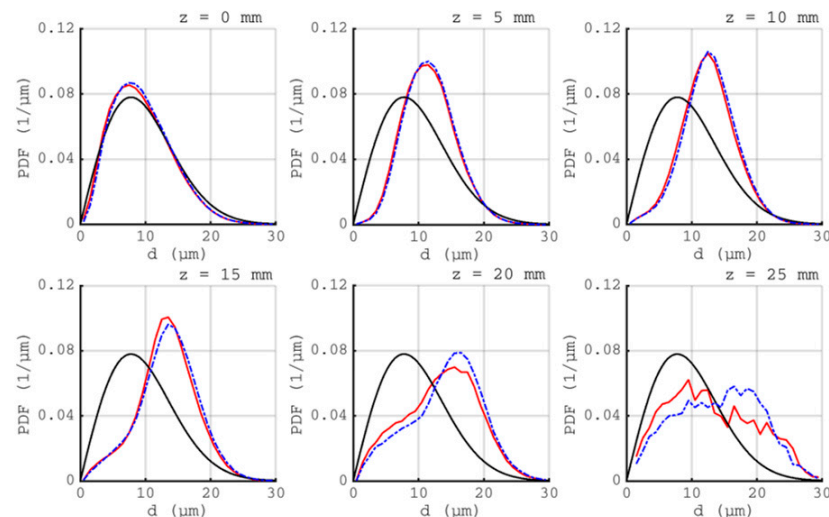 z = 0 mm
z = 5 mm
z = 10 mm
0.12
0.08
0.04
0
PDF (1/μm)
0 10 20 30
d (μm)
0.12
0.08
0.04
0
PDF (1/μm)
0 10 20 30
d (μm)
0.12
0.08
0.04
0
PDF (1/μm)
0 10 20 30
d (μm)
z = 15 mm
z = 20 mm
z = 25 mm
0.12
0.08
0.04
0
PDF (1/μm)
0 10 20 30
d (μm)
0.12
0.08
0.04
0
PDF (1/μm)
0 10 20 30
d (μm)
0.12
0.08
0.04
0
PDF (1/μm)
0 10 20 30
d (μm)